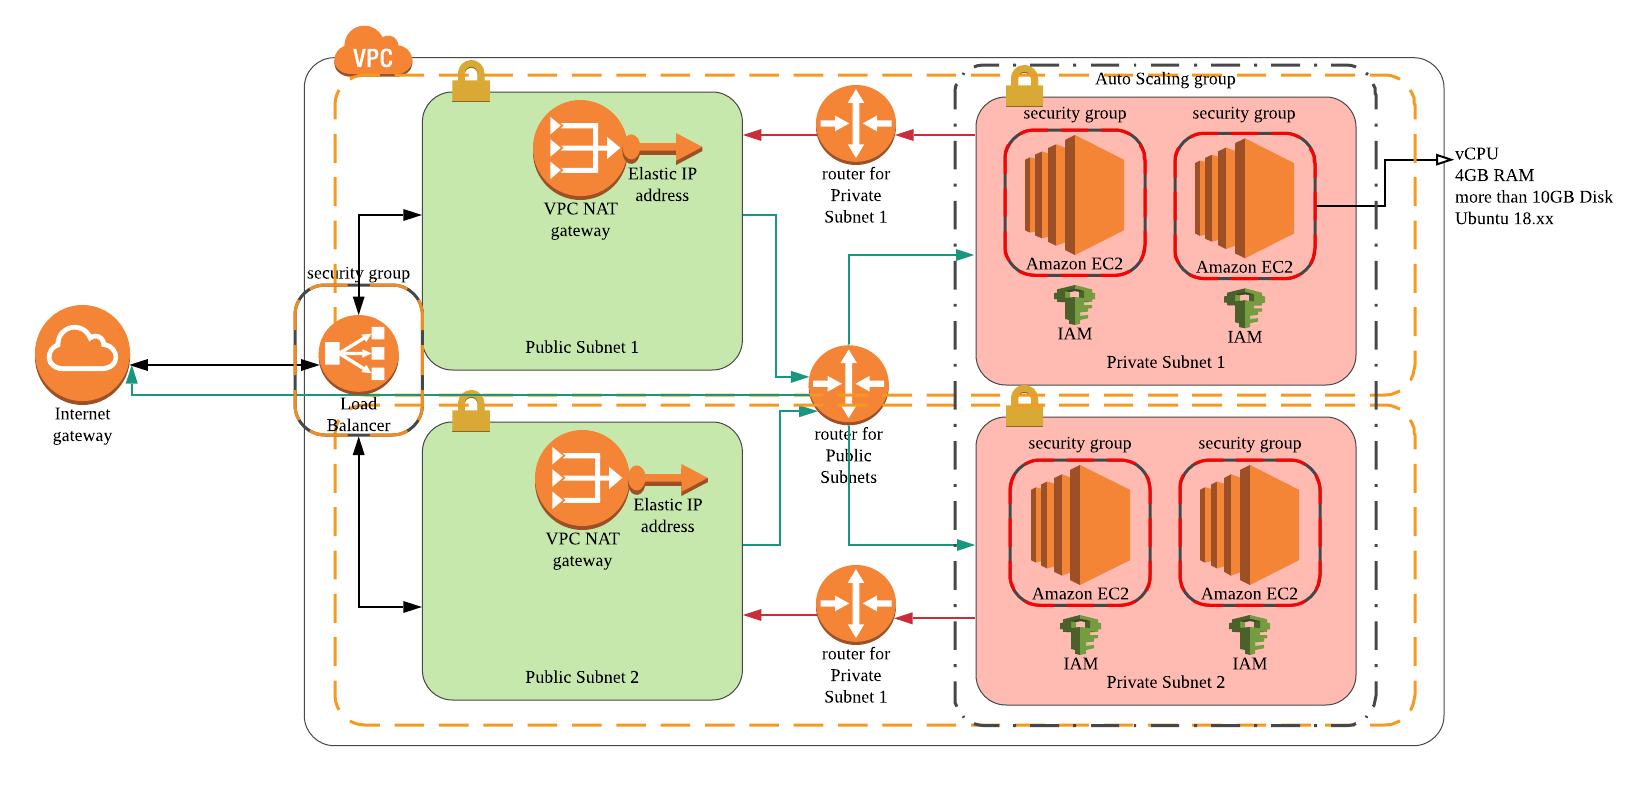 VPC
Auto Scaling group
security group
security group
vCPU
4GB RAM
more than 10GB Disk
Ubuntu 18.xx
Elastic IP
address
VPC NAT
gateway
router for
Private
Subnet 1
Amazon EC2
Amazon EC2
IAM
IAM
Private Subnet 1
Public Subnet 1
security group
Load
Balancer
Internet
gateway
router for
Public
Subnets
security group
security group
Elastic IP
address
VPC NAT
gateway
Amazon EC2
Amazon EC2
IAM
IAM
Private Subnet 2
router for
Private
Subnet 1
Public Subnet 2